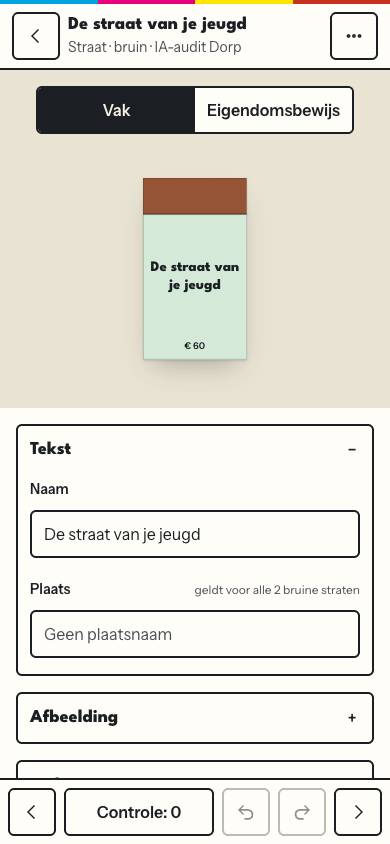 De straat van je jeugd
Straat · bruin · IA-audit Dorp
Vak
Eigendomsbewijs
De straat van
je jeugd
€ 60
Tekst
Naam
De straat van je jeugd
Plaats
geldt voor alle 2 bruine straten
Geen plaatsnaam
Afbeelding
Controle: 0